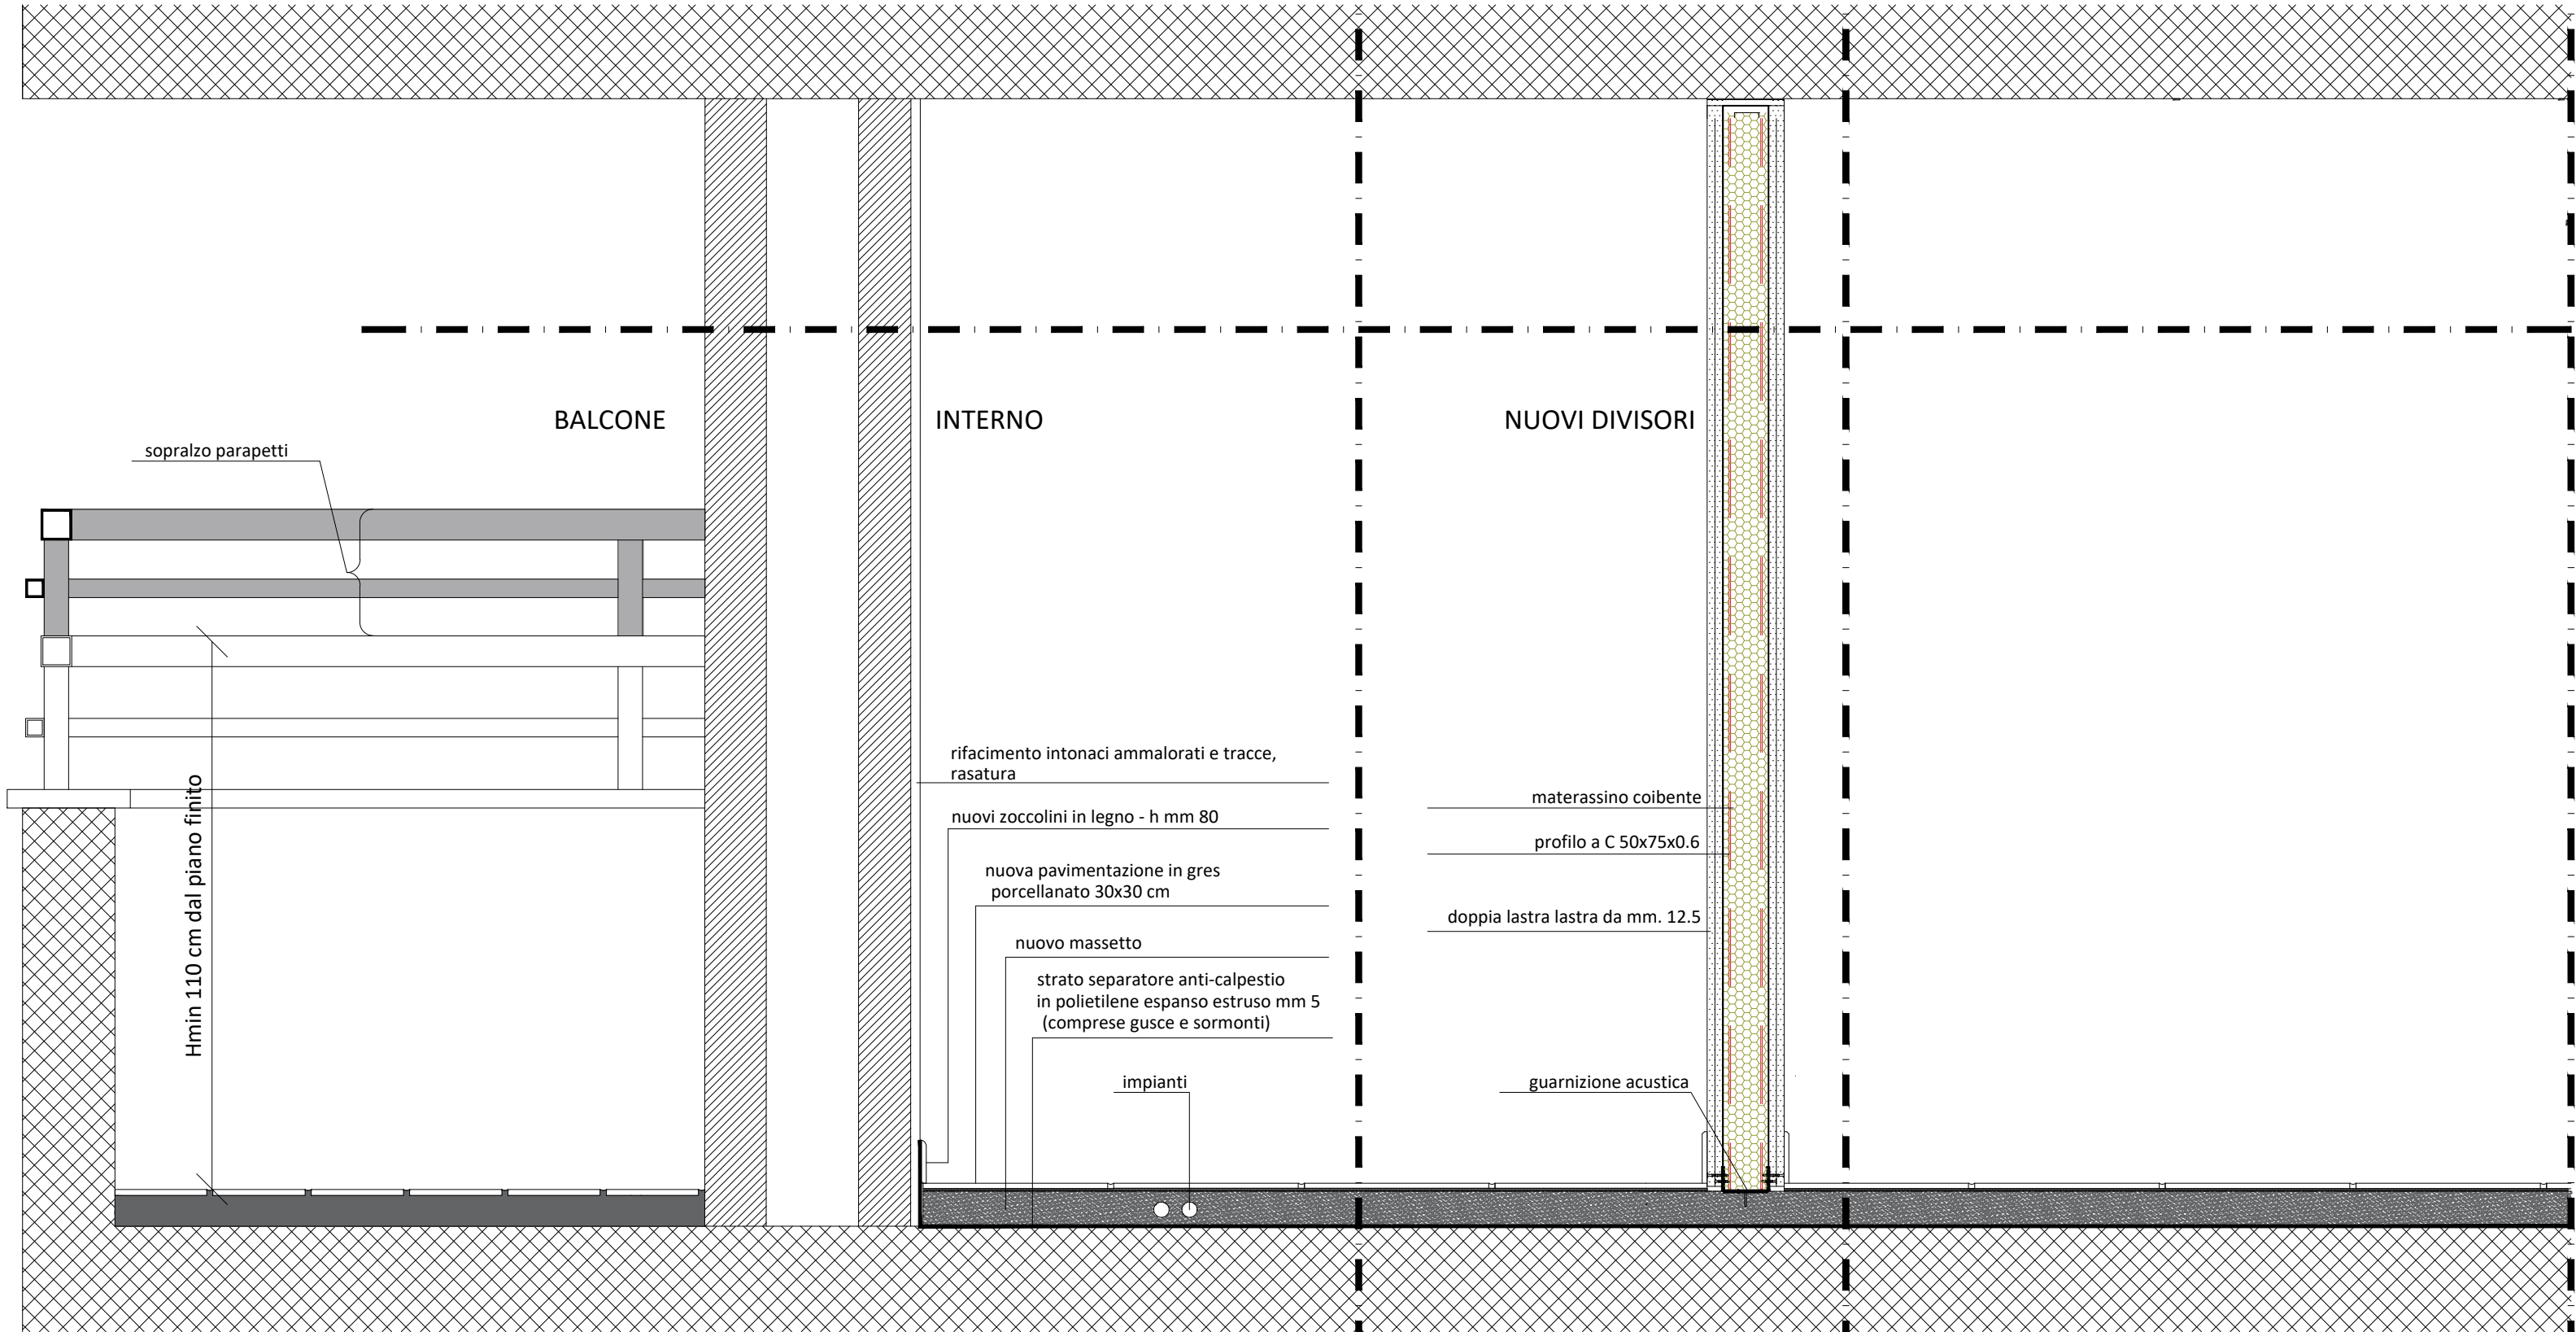 BALCONE
INTERNO
NUOVI DIVISORI
sopralzo parapetti
Hmin 110 cm dal piano finito
rifacimento intonaci ammalorati e tracce,
rasatura
nuovi zoccolini in legno - h mm 80
nuova pavimentazione in gres
porcellanato 30x30 cm
nuovo massetto
strato separatore anti-calpestio
in polietilene espanso estruso mm 5
(comprese gusce e sormonti)
impianti
materassino coibente
profilo a C 50x75x0.6
doppia lastra lastra da mm. 12.5
guarnizione acustica